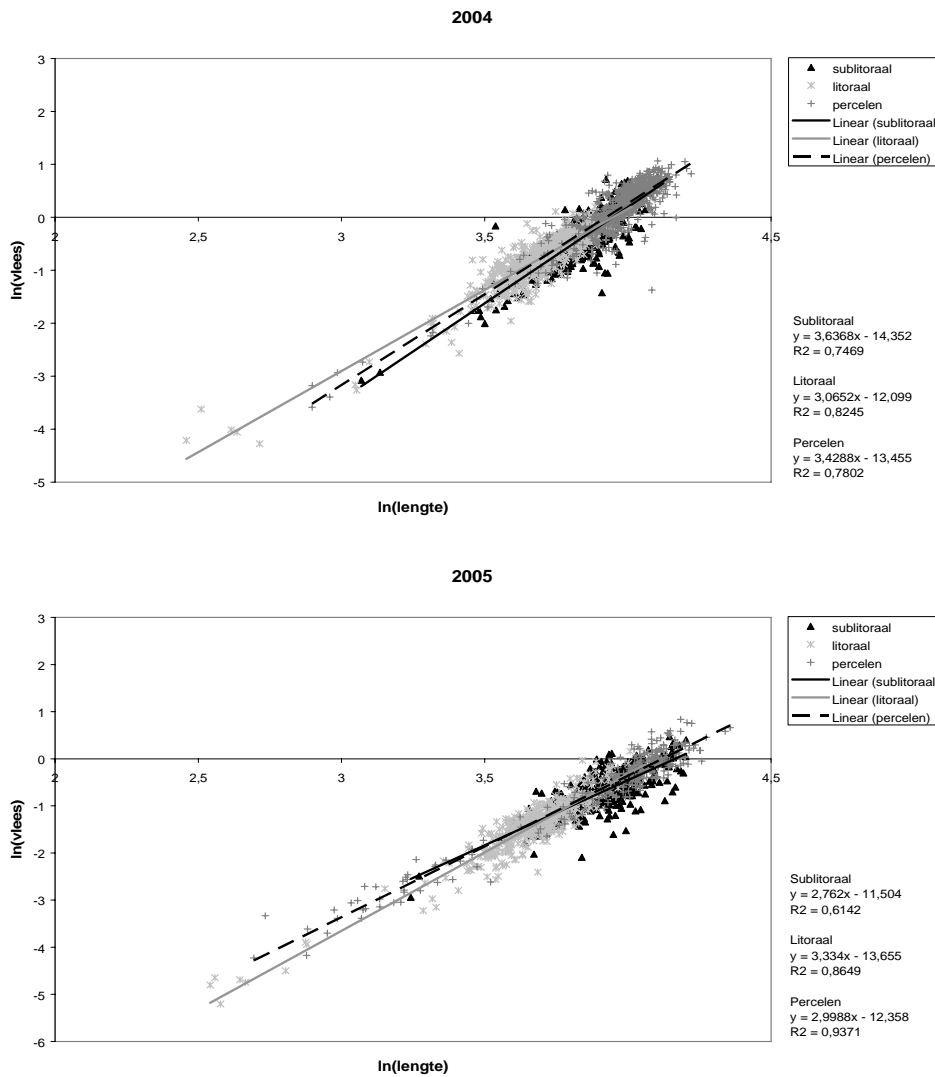 2004
3
2
1
0
-1
-2
-3
-4
-5
2
2,5
3
3,5
4,5
ln(vlees)
ln(lengte)
sublitoraal
litoraal
percelen
Linear (sublitoraal
Linear (litoraal)
Linear (percelen)
Sublitoraal
y = 3,6368x - 14,352
R2 = 0,7469
Litoraal
y = 3,0652x - 12,099
R2 = 0,8245
Percelen
y = 3,4288x - 13,455
R2 = 0,7802
2005
3
2
1
0
-1
-2
-3
-4
-5
-6
2
2,5
3
3,5
4,5
ln(vlees)
ln(lengte)
sublitoraal
litoraal
percelen
Linear (sublitoraal
Linear (litoraal)
Linear (percelen)
Sublitoraal
y = 2,762x - 11,504
R2 = 0,6142
Litoraal
y = 3,334x - 13,655
R2 = 0,8649
Percelen
y = 2,9988x - 12,358
R2 = 0,9371